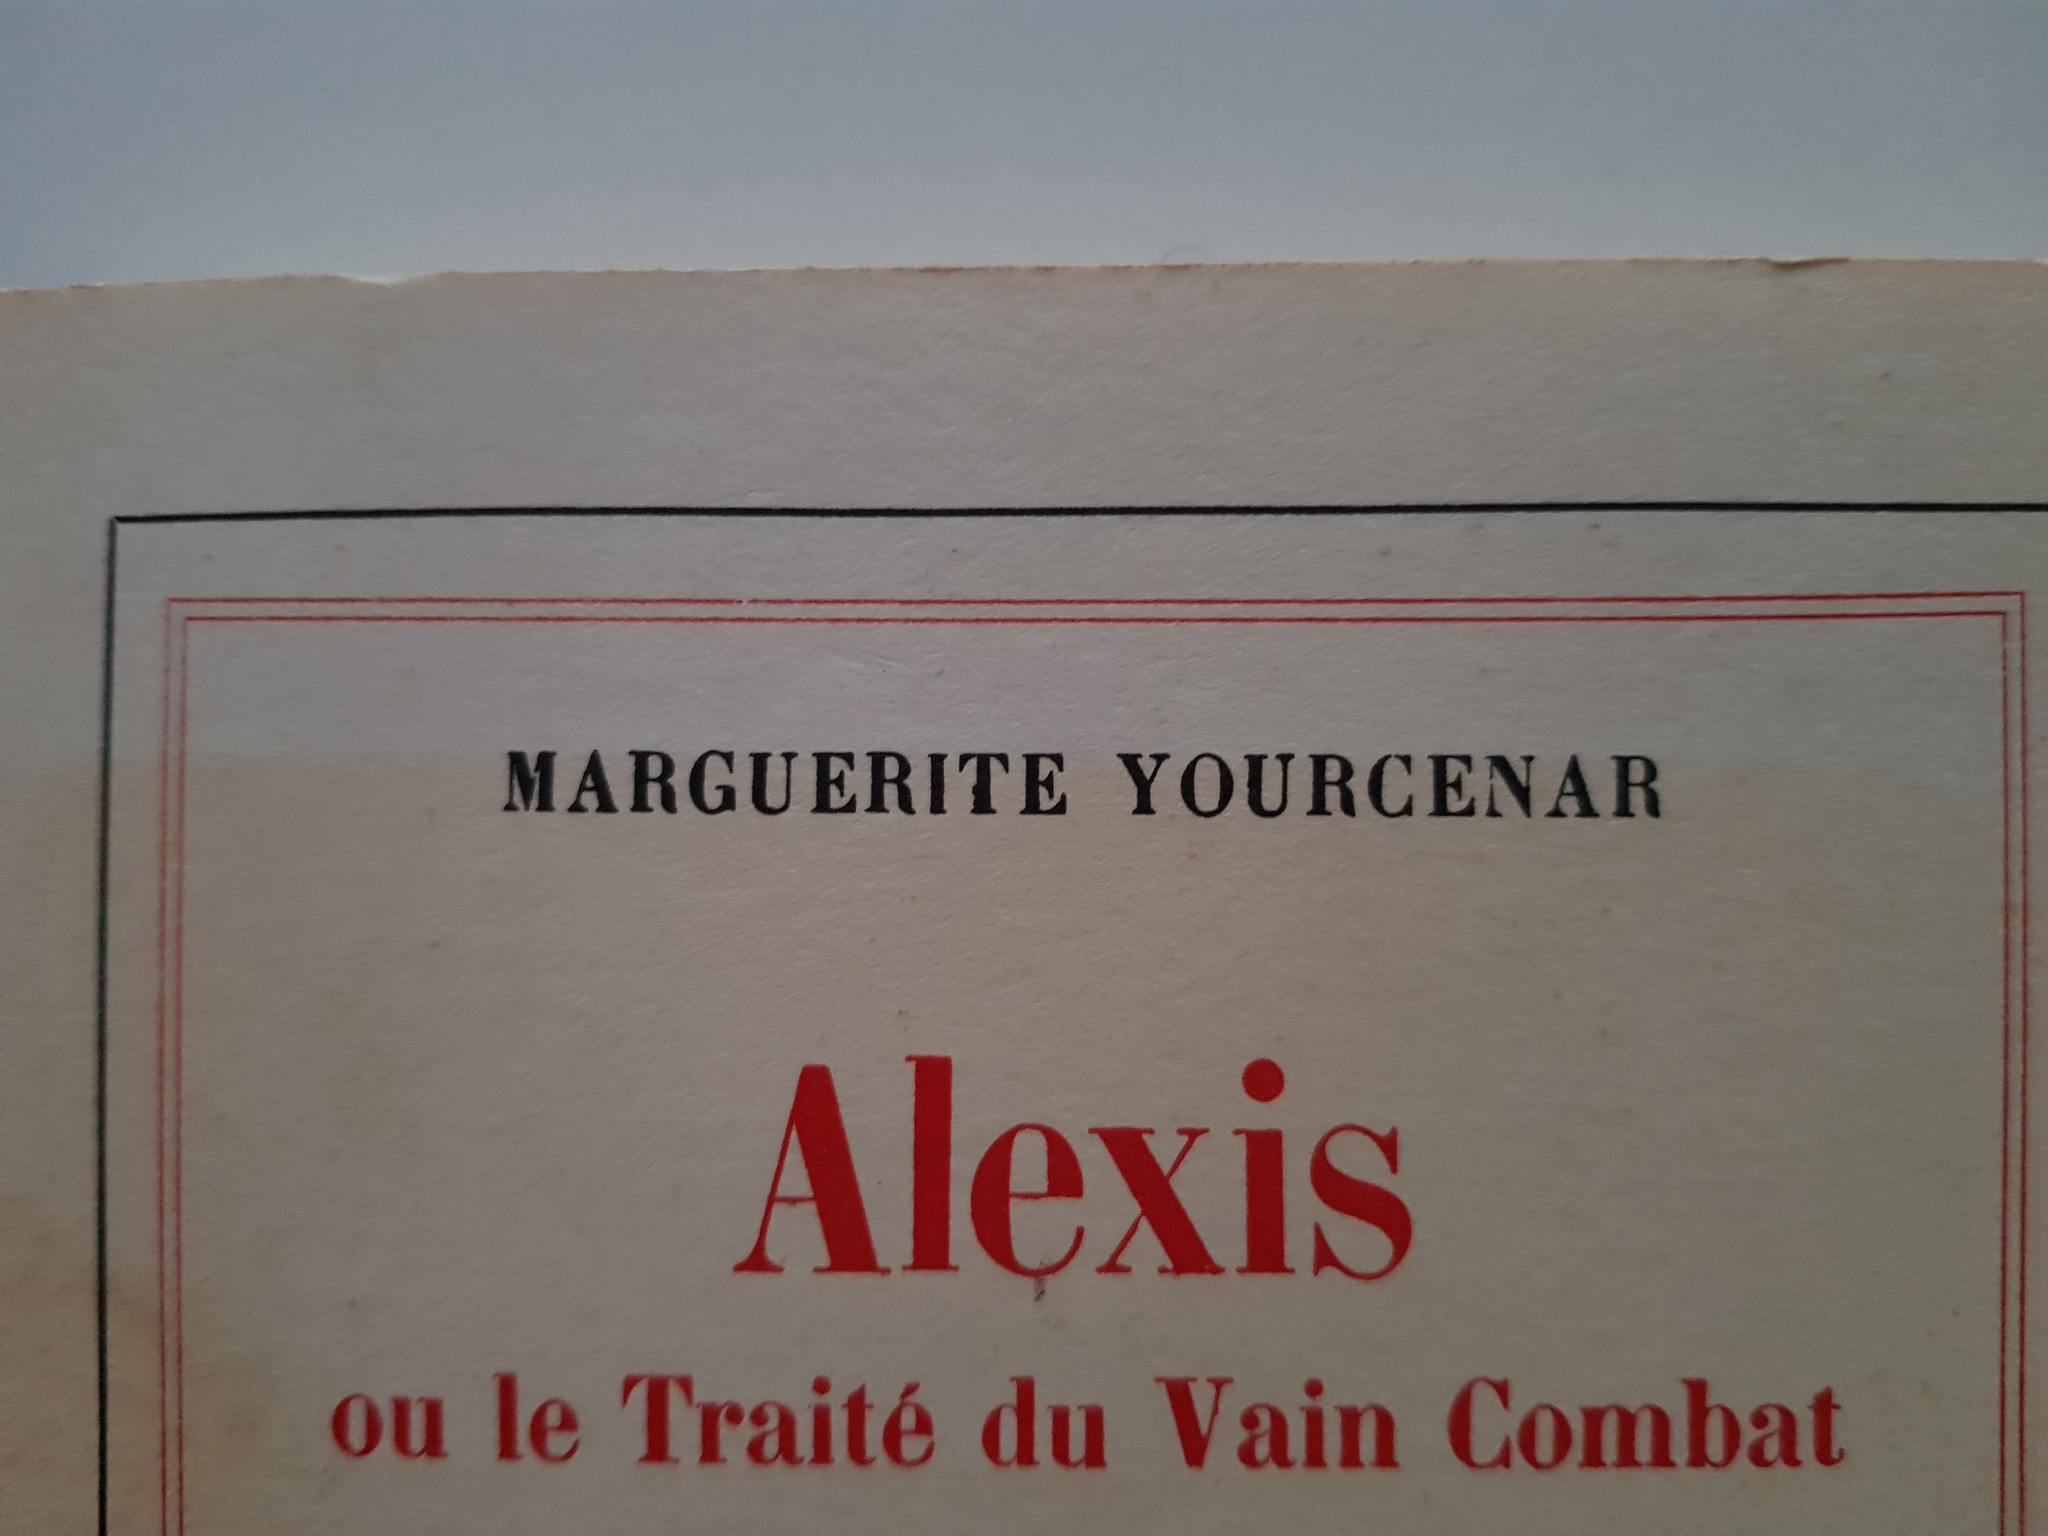 MARGUERITE YOURCENAR
Alexis
ou le Traité du Vain Combat